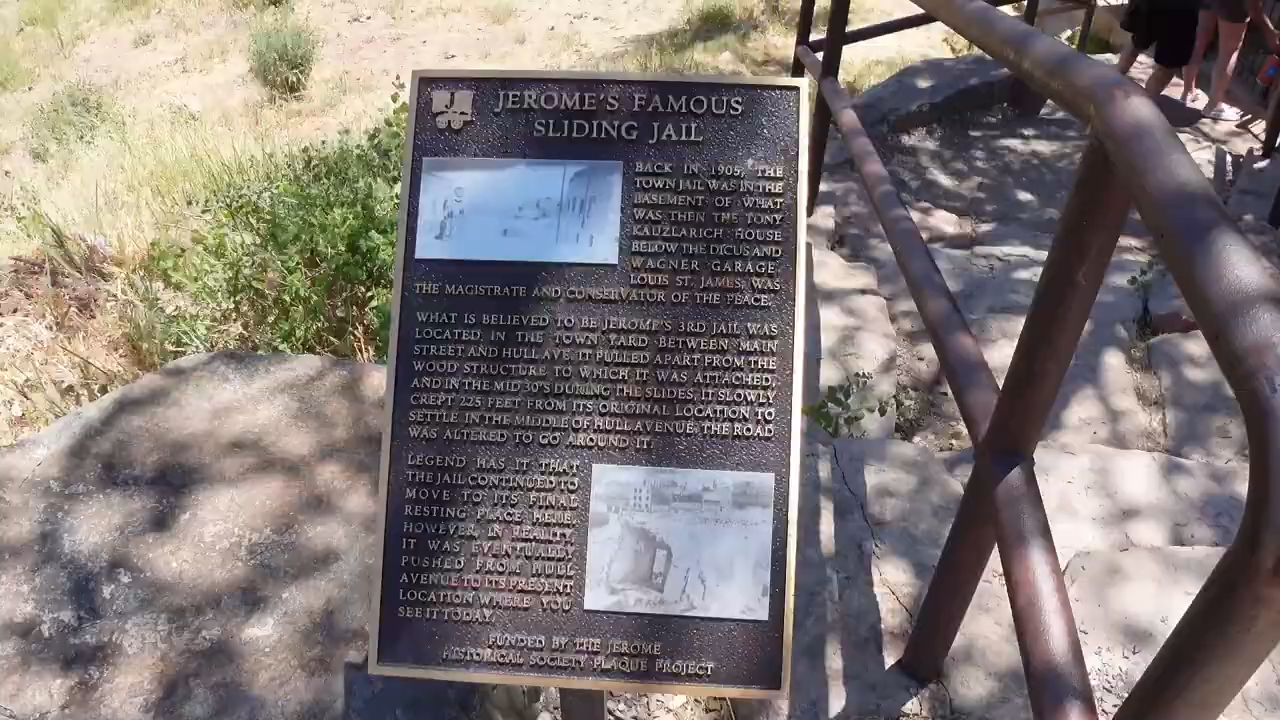 J
JEROME'S FAMOUS
SLIDING JAIL
BACK IN 1905, THE
TOWN JAIL WAS IN THE
BASEMENT OF WHAT
WAS THEN THE TONY
KAUZLARICH HOUSE
BELOW THE DICUS AND
WAGNER GARAGE.
LOUIS ST. JAMES, WAS
THE MAGISTRATE AND CONSERVATOR OF THE PEACE.
WHAT IS BELIEVED TO BE JEROME'S 3RD JAIL WAS
LOCATED, IN THE TOWN YARD BETWEEN MAIN
STREET AND HULL AVE. IT PULLED APART FROM THE
WOOD STRUCTURE TO WHICH IT WAS ATTACHED,
AND IN THE MID 30'S DURING THE SLIDES, IT SLOWLY
CREPT 225 FEET FROM ITS ORIGINAL LOCATION TO
SETTLE IN THE MIDDLE OF HULL AVENUE; THE ROAD
WAS ALTERED TO GO AROUND IT.
LEGEND HAS IT THAT
THE JAIL CONTINUED TO
MOVE TO ITS FINAL
RESTING PLACE HERE.
HOWEVER, IN REALITY,
IT WAS EVENTUALLY
PUSHED FROM HULL
AVENUE TO ITS PRESENT
LOCATION WHERE YOU
SEE IT TODAY.
FUNDED BY THE JEROME
HISTORICAL SOCIETY PLAQUE PROJECT